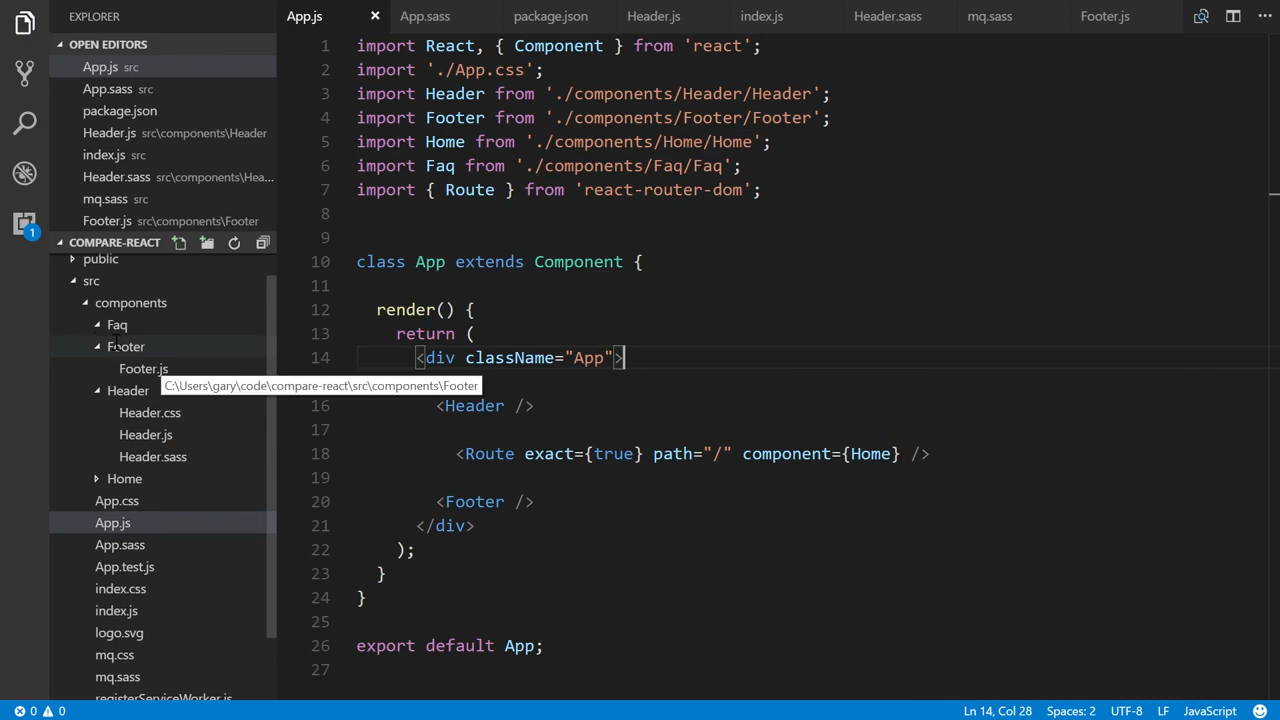 EXPLORER
OPEN EDITORS
App.js src
App.sass src
package.json
Header.js src\components\Header
index.js src
Header.sass src\components\Hea...
mq.sass src
Footer.js src\components\Footer
COMPARE-REACT
public
src
components
Faq
Footer
Footer.js
C:\Users\gary\code\compare-react\src\components\Footer
Header
Header.css
Header.js
Header.sass
Home
App.css
App.js
App.sass
App.test.js
index.css
index.js
logo.svg
mq.css
mq.sass
registerServiceWorker.js
1
App.js App.sass package.json Header.js index.js Header.sass mq.sass Footer.js
1 import React, { Component } from 'react';
2 import './App.css';
3 import Header from './components/Header/Header';
4 import Footer from './components/Footer/Footer';
5 import Home from './components/Home/Home';
6 import Faq from './components/Faq/Faq';
7 import { Route } from 'react-router-dom';
8
9
10 class App extends Component {
11
12 render() {
13 return (
14 <div className="App">
16 <Header />
17
18 <Route exact={true} path="/" component={Home} />
19
20 <Footer />
21 </div>
22 );
23 }
24 }
25
26 export default App;
27
0 0 Ln 14, Col 28 Spaces: 2 UTF-8 LF JavaScript